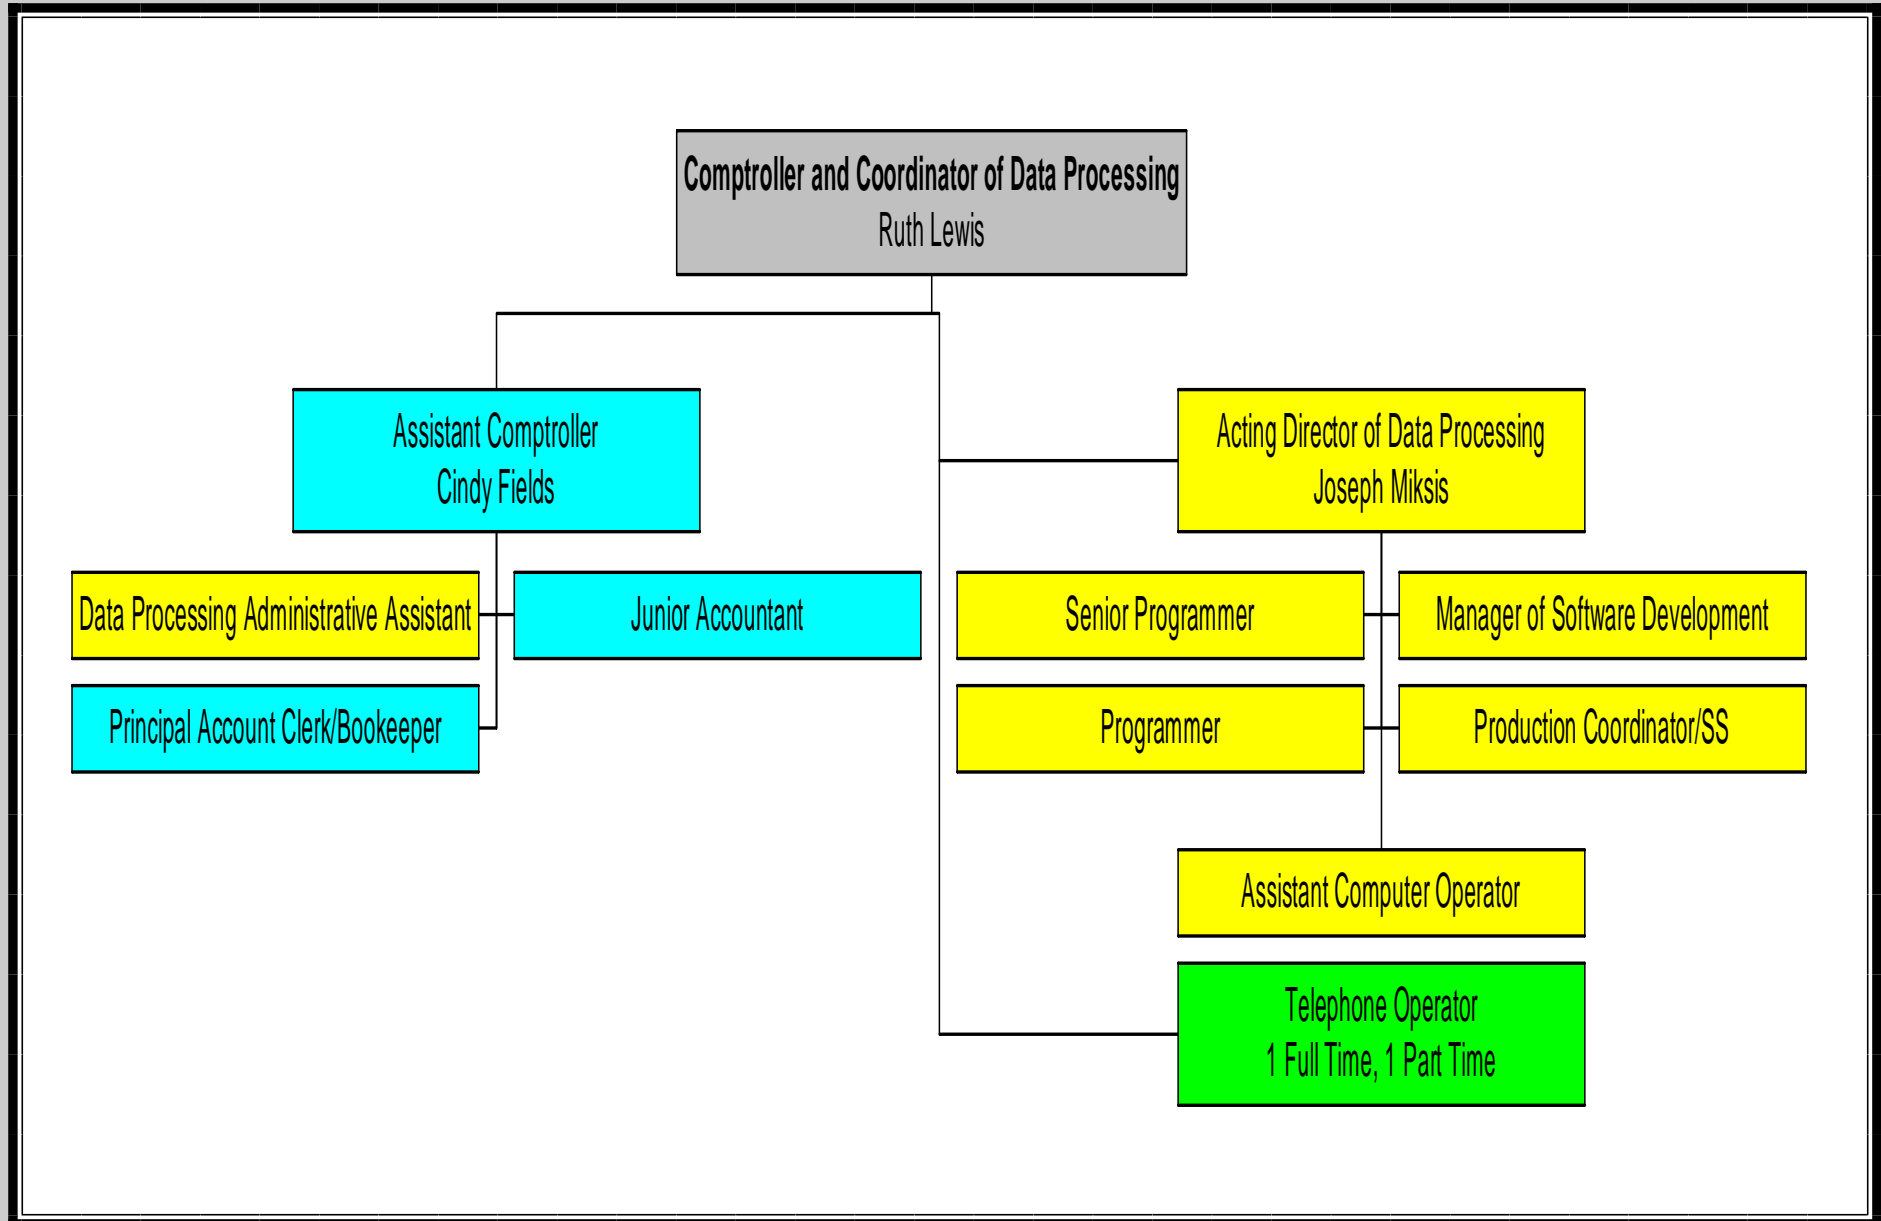 Comptroller and Coordinator of Data Processing
Ruth Lewis
Assistant Comptroller
Cindy Fields
Acting Director of Data Processing
Joseph Miksis
Data Processing Administrative Assistant
Junior Accountant
Senior Programmer
Manager of Software Development
Principal Account Clerk/Bookeeper
Programmer
Production Coordinator/SS
Assistant Computer Operator
Telephone Operator
1 Full Time, 1 Part Time